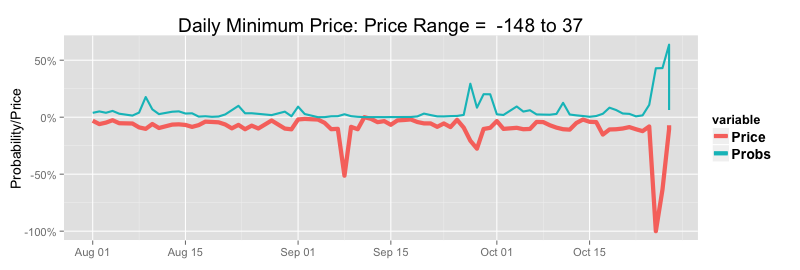 Daily Minimum Price: Price Range =  -148 to 37
Probability/Price
50%
0%
-50%
-100%
Aug 01
Aug 15
Sep 01
Sep 15
Oct 01
Oct 15
variable
Price
Probs